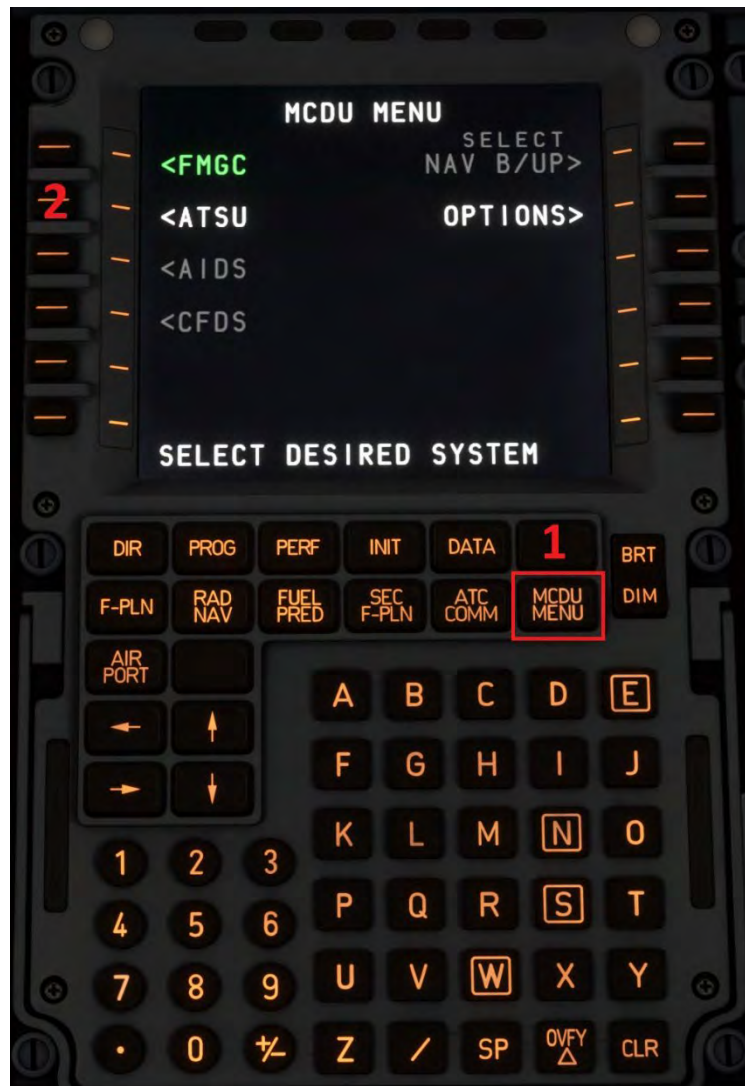 MCDU MENU
SELECT
<FMGC NAV B/UP>
2
<ATSU OPTIONS>
<AIDS
<CFDS
SELECT DESIRED SYSTEM
DIR PROG PERF INIT DATA 1 BRT
F-PLN RAD NAV FUEL PRED SEC F-PLN ATC COMM MCDU MENU DIM
AIR PORT
A B C D E
F G H I J
K L M N O
1 2 3
P Q R S T
4 5 6
U V W X Y
7 8 9
. 0 +/- Z / SP OVFY △ CLR